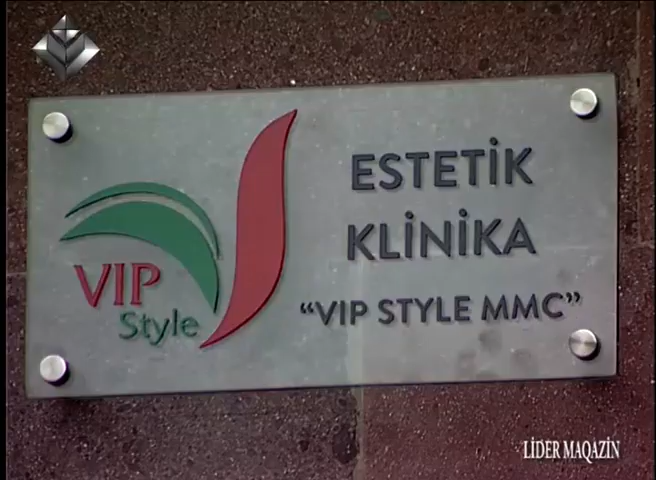 VIP
Style
ESTETİK
KLİNİKA
“VIP STYLE MMC”
LİDER MAQAZİN